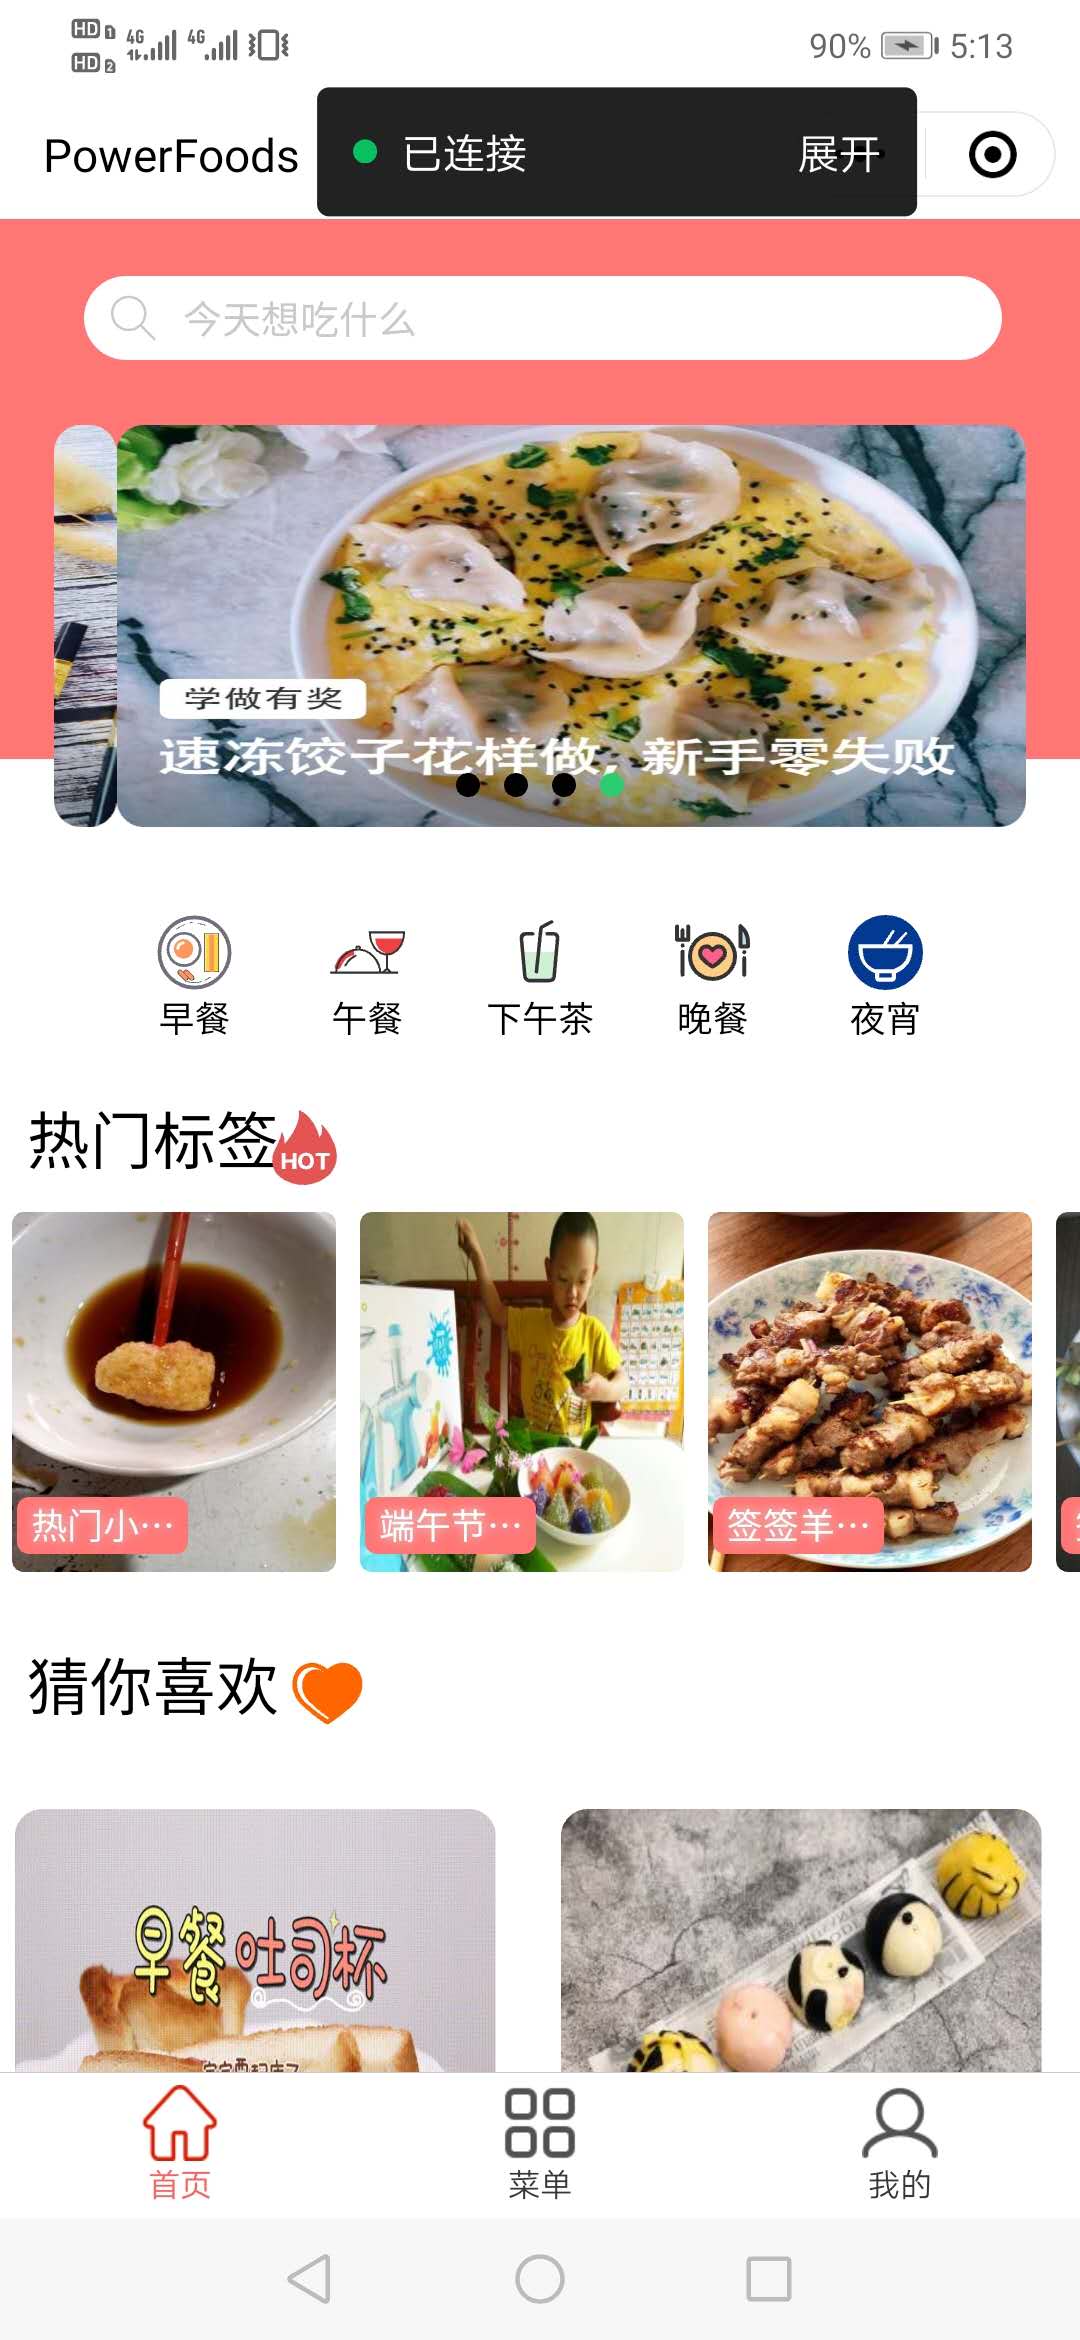 HD 1 4G 4G 90% 5:13
HD 2
PowerFoods 已连接 展开
今天想吃什么
学做有奖
速冻饺子花样做, 新手零失败
早餐 午餐 下午茶 晚餐 夜宵
热门标签 HOT
热门小… 端午节… 签签羊…
猜你喜欢
早餐吐司杯
首页 菜单 我的